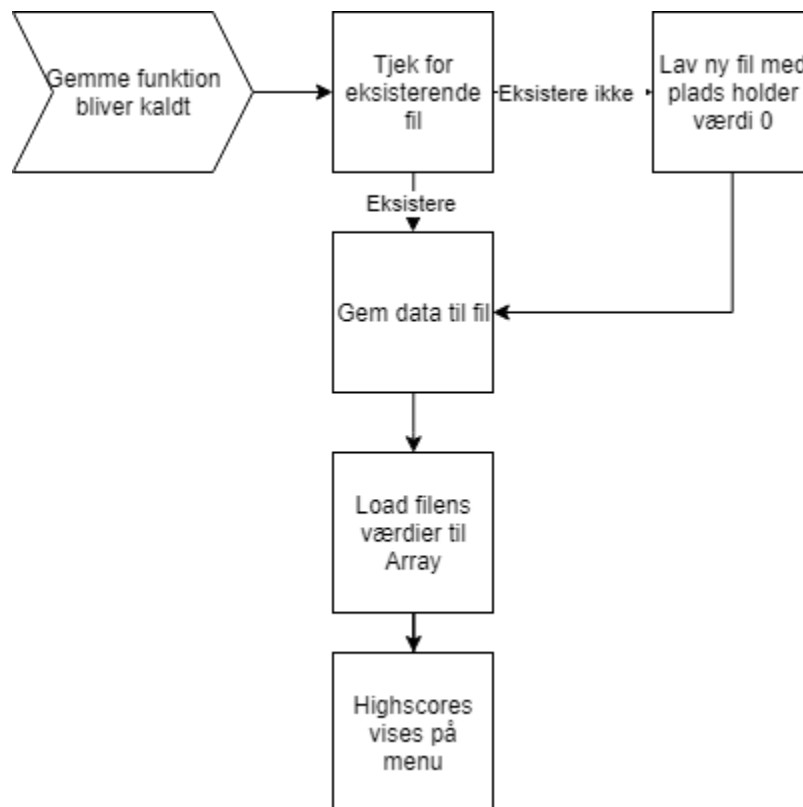 Gemme funktion
bliver kaldt
Tjek for
eksisterende
fil
Eksistere ikke
Lav ny fil med
plads holder
værdi 0
Eksistere
Gem data til fil
Load filens
værdier til
Array
Highscores
vises på
menu